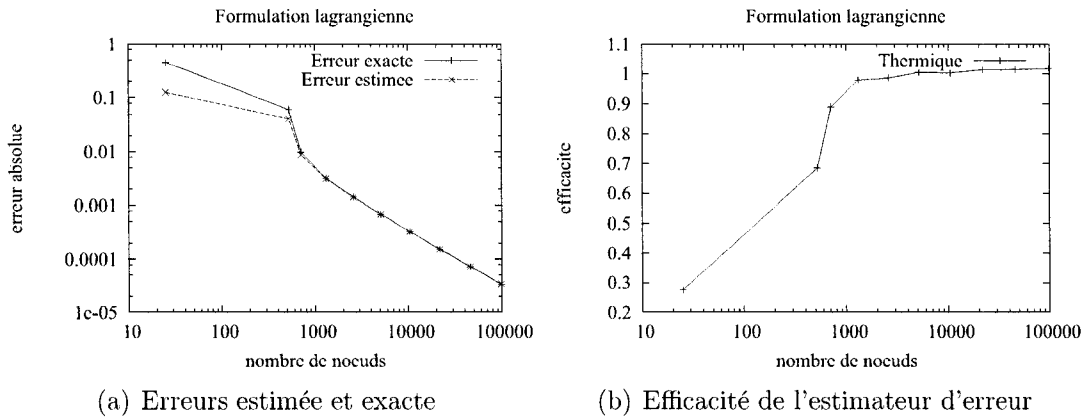 Formulation lagrangienne
1
0.1
0.01
0.001
0.0001
1e-05
erreur absolue
Erreur exacte
Erreur estimee
10
100
1000
10000
100000
nombre de noeuds
(a) Erreurs estimée et exacte
Formulation lagrangienne
1.1
1
0.9
0.8
0.7
0.6
0.5
0.4
0.3
0.2
efficacite
Thermique
10
100
1000
10000
100000
nombre de noeuds
(b) Efficacité de l'estimateur d'erreur